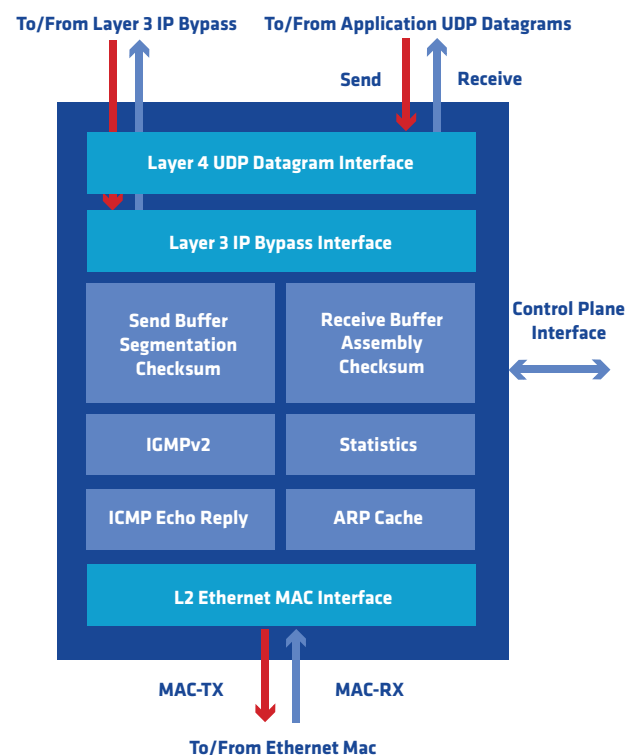 To/From Layer 3 IP Bypass
To/From Application UDP Datagrams
Send
Receive
Layer 4 UDP Datagram Interface
Layer 3 IP Bypass Interface
Send Buffer
Segmentation
Checksum
Receive Buffer
Assembly
Checksum
Control Plane
Interface
IGMPv2
Statistics
ICMP Echo Reply
ARP Cache
L2 Ethernet MAC Interface
MAC-TX
MAC-RX
To/From Ethernet Mac